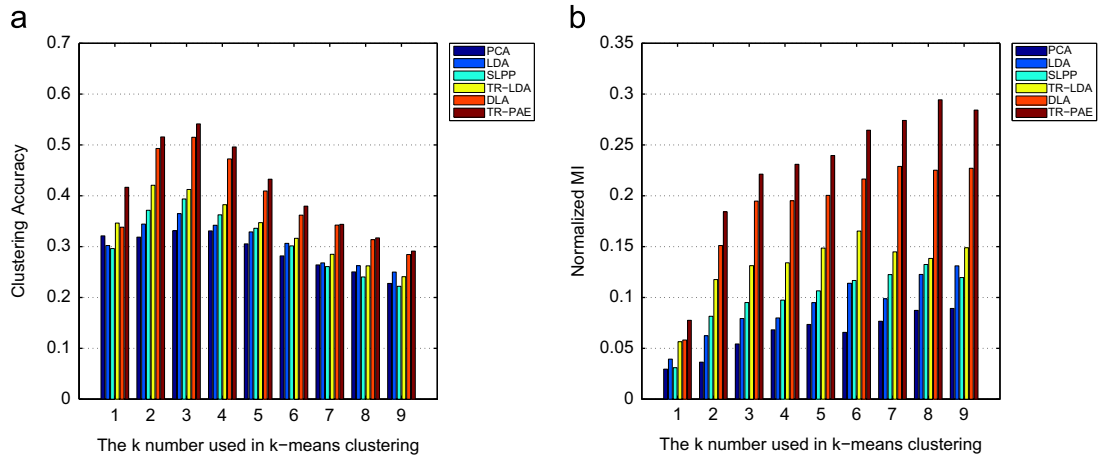 a
0.7
0.6
0.5
0.4
0.3
0.2
0.1
0
Clustering Accuracy
1 2 3 4 5 6 7 8 9
The k number used in k−means clustering
PCA
LDA
SLPP
TR−LDA
DLA
TR−PAE
b
0.35
0.3
0.25
0.2
0.15
0.1
0.05
0
Normalized MI
1 2 3 4 5 6 7 8 9
The k number used in k−means clustering
PCA
LDA
SLPP
TR−LDA
DLA
TR−PAE